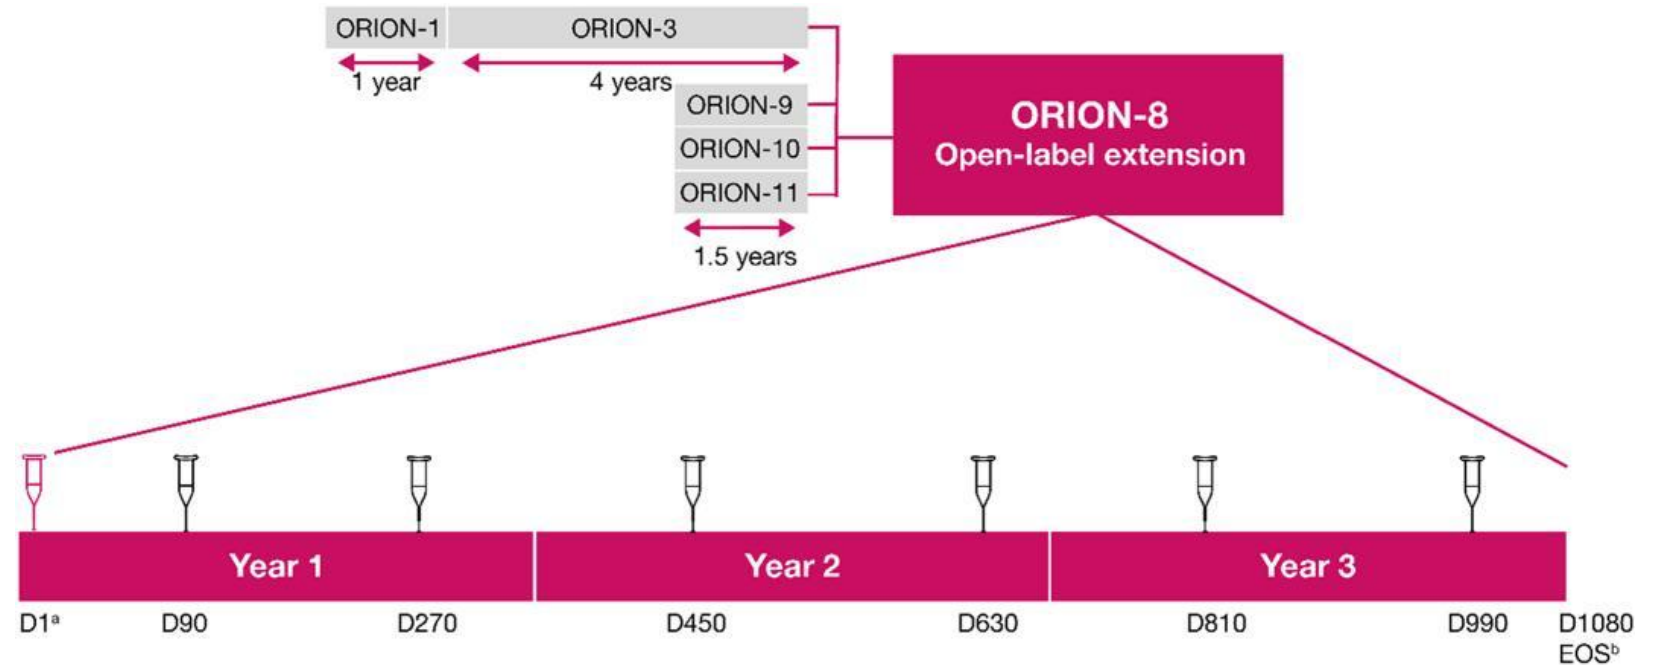 ORION-1 ORION-3
1 year 4 years
ORION-9
ORION-10
ORION-11
1.5 years
ORION-8
Open-label extension
Year 1 Year 2 Year 3
D1ᵃ D90 D270 D450 D630 D810 D990 D1080
EOSᵇ